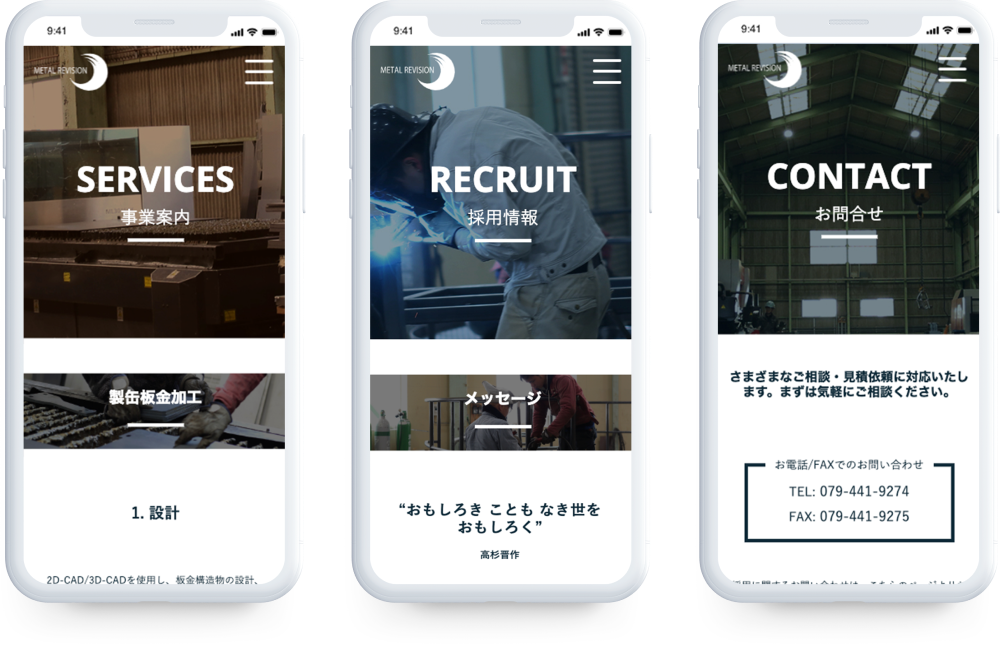 9:41
METAL REVISION
SERVICES
事業案内
製缶板金加工
1. 設計
2D-CAD/3D-CADを使用し、板金構造物の設計、
9:41
METAL REVISION
RECRUIT
採用情報
メッセージ
“おもしろき ことも なき世を
おもしろく”
高杉晋作
9:41
METAL REVISION
CONTACT
お問合せ
さまざまなご相談・見積依頼に対応いたし
ます。まずは気軽にご相談ください。
お電話/FAXでのお問い合わせ
TEL: 079-441-9274
FAX: 079-441-9275